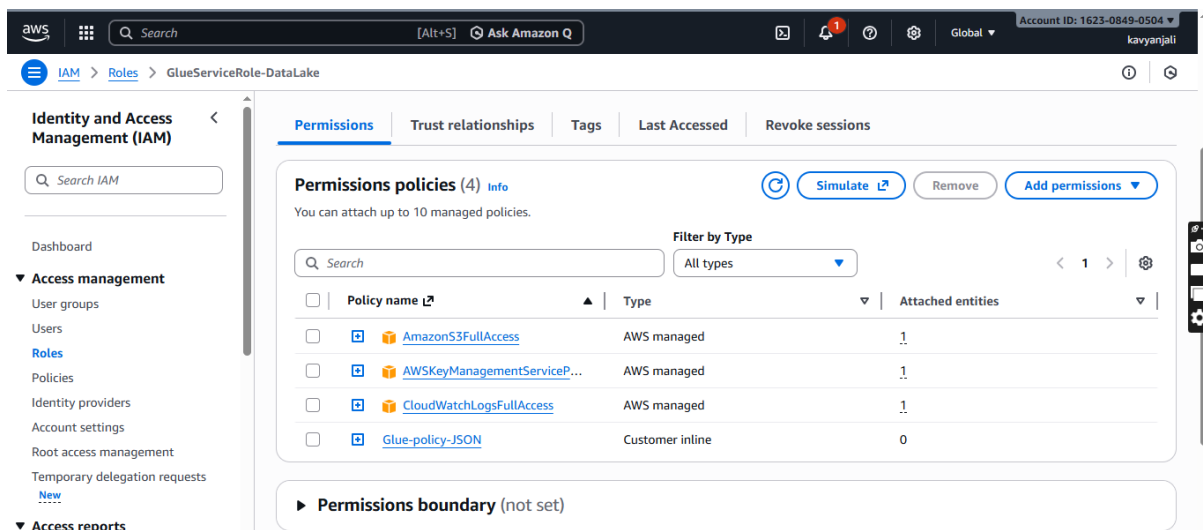 aws
Search [Alt+S] Ask Amazon Q
1
Global
Account ID: 1623-0849-0504
kavyanjali
IAM > Roles > GlueServiceRole-DataLake
Identity and Access Management (IAM)
Search IAM
Dashboard
Access management
User groups
Users
Roles
Policies
Identity providers
Account settings
Root access management
Temporary delegation requests
New
Access reports
Permissions Trust relationships Tags Last Accessed Revoke sessions
Permissions policies (4) Info
Simulate Remove Add permissions
You can attach up to 10 managed policies.
Filter by Type
Search All types 1
Policy name Type Attached entities
AmazonS3FullAccess AWS managed 1
AWSKeyManagementServiceP... AWS managed 1
CloudWatchLogsFullAccess AWS managed 1
Glue-policy-JSON Customer inline 0
Permissions boundary (not set)